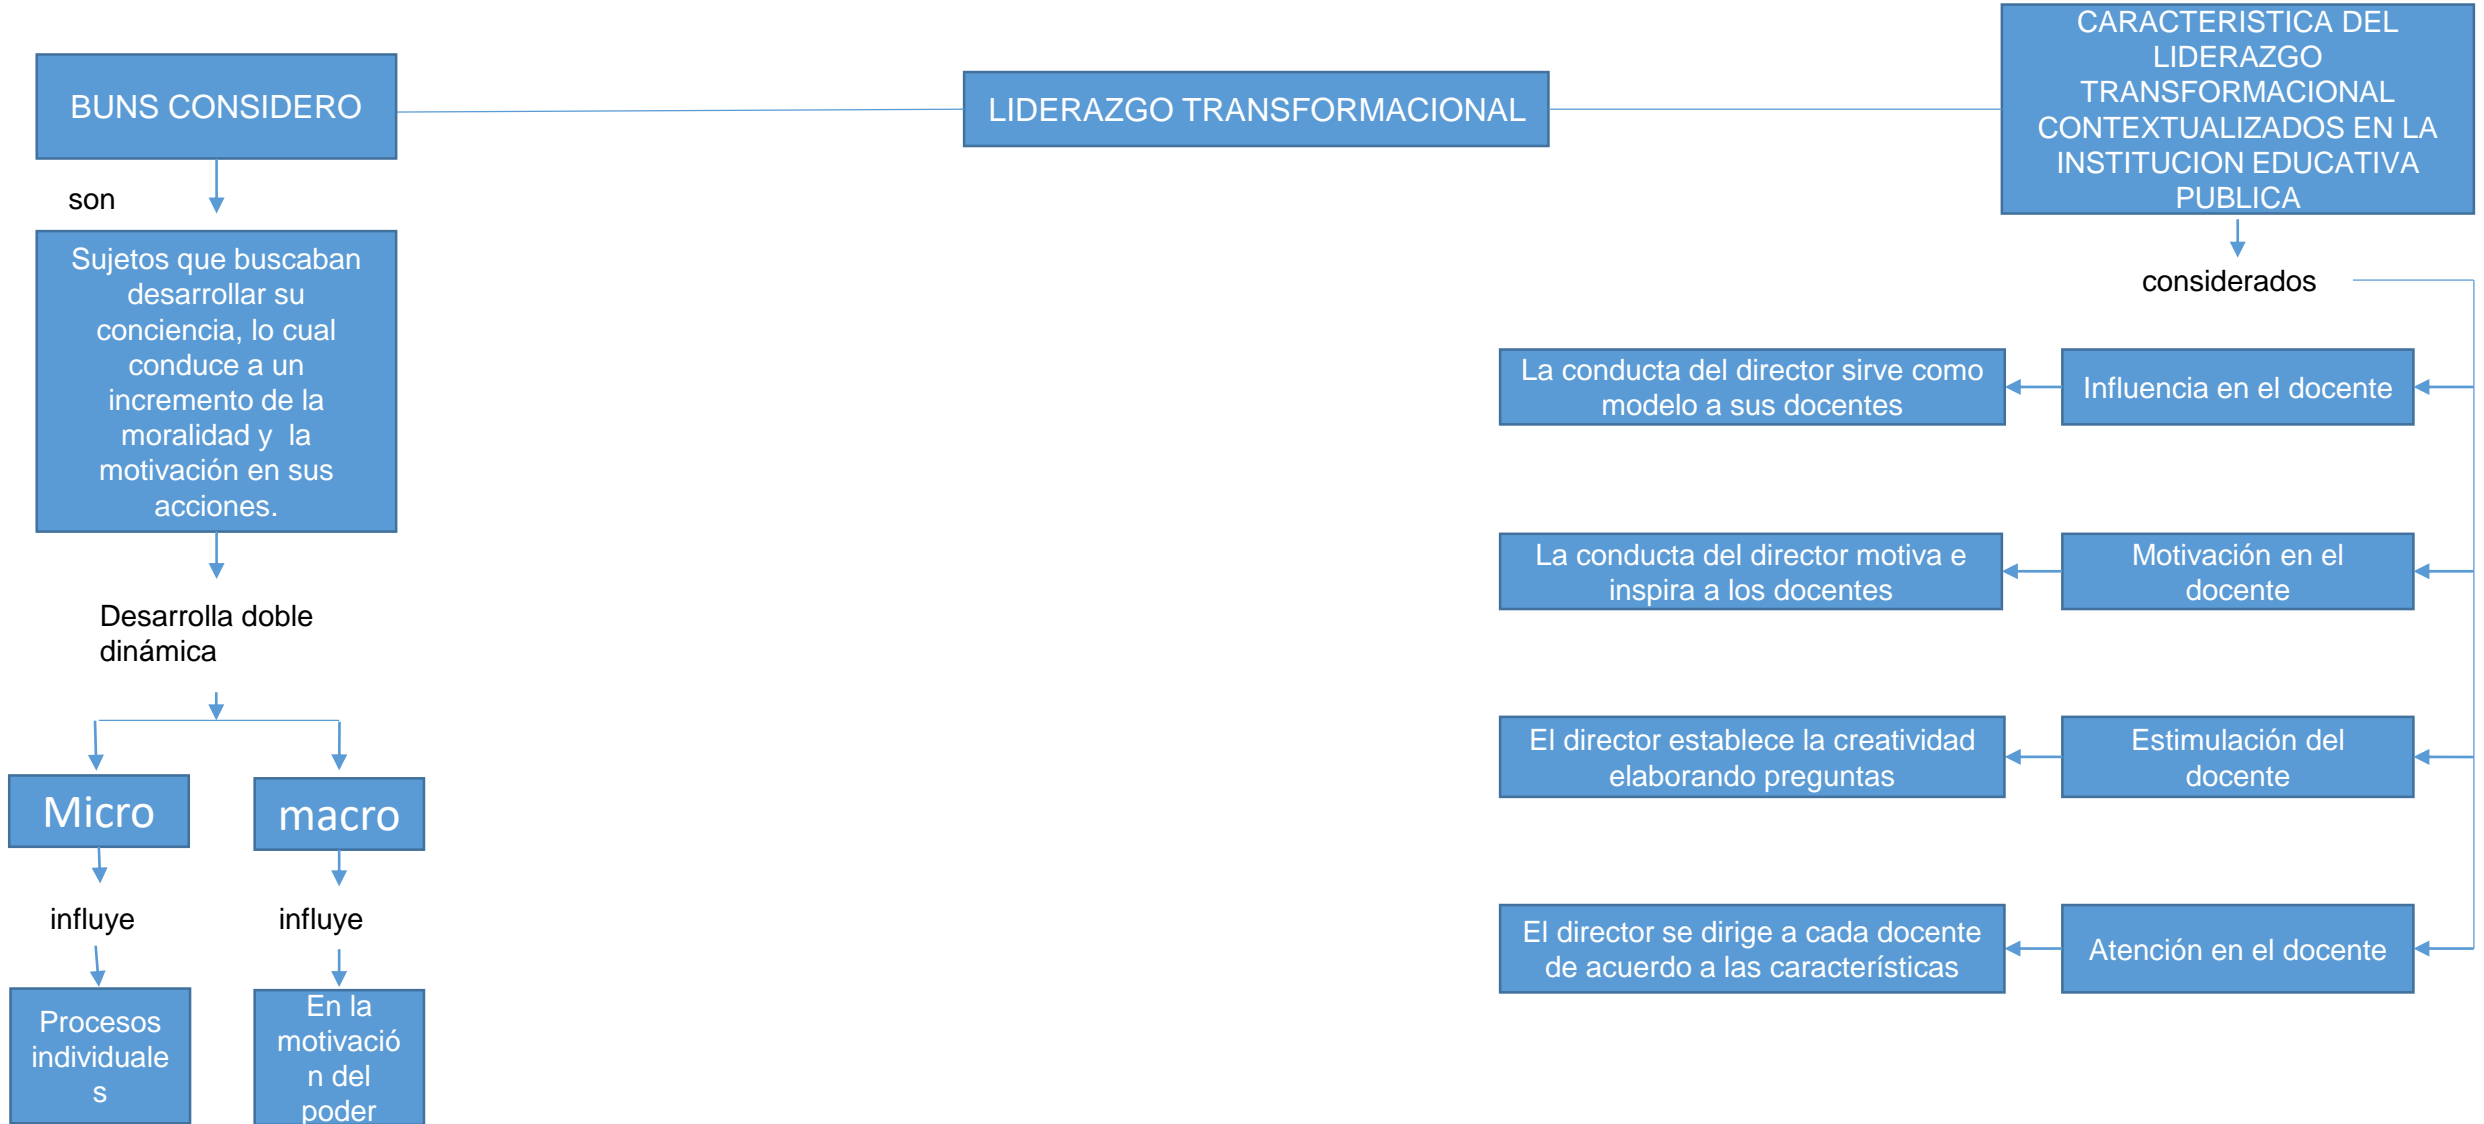 BUNS CONSIDERO
LIDERAZGO TRANSFORMACIONAL
CARACTERISTICA DEL
LIDERAZGO
TRANSFORMACIONAL
CONTEXTUALIZADOS EN LA
INSTITUCION EDUCATIVA
PUBLICA
son
Sujetos que buscaban
desarrollar su
conciencia, lo cual
conduce a un
incremento de la
moralidad y  la
motivación en sus
acciones.
Desarrolla doble
dinámica
Micro
macro
influye
influye
Procesos
individuale
s
En la
motivació
n del
poder
considerados
La conducta del director sirve como
modelo a sus docentes
Influencia en el docente
La conducta del director motiva e
inspira a los docentes
Motivación en el
docente
El director establece la creatividad
elaborando preguntas
Estimulación del
docente
El director se dirige a cada docente
de acuerdo a las características
Atención en el docente